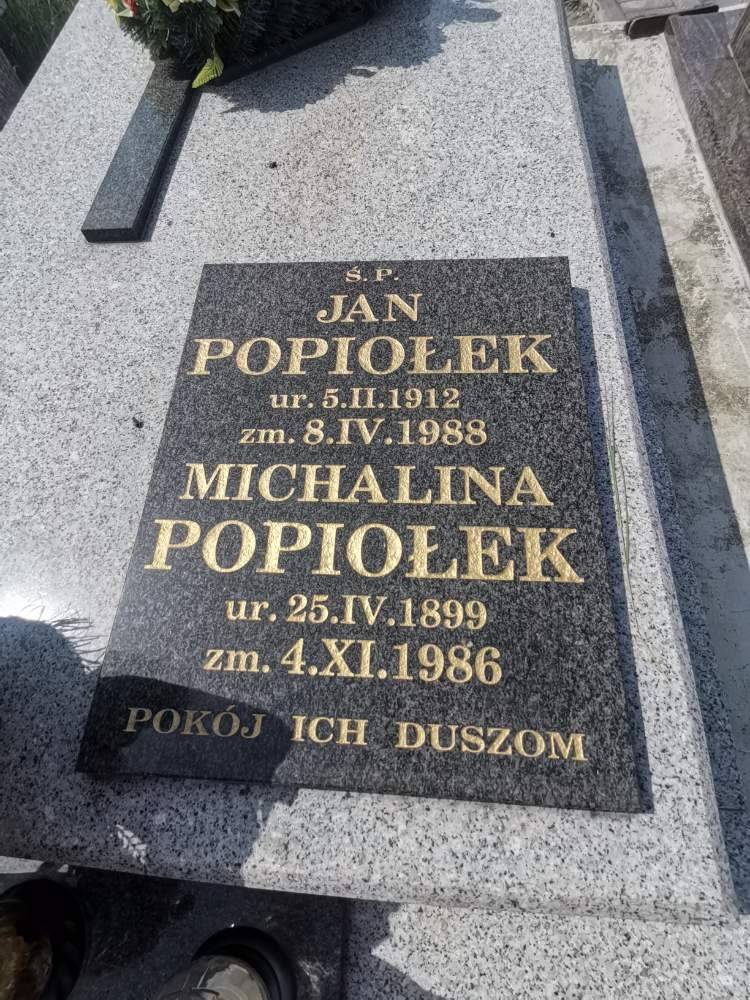 Ś.P.
JAN
POPIOŁEK
ur. 5.II.1912
zm. 8.IV.1988
MICHALINA
POPIOŁEK
ur. 25.IV.1899
zm. 4.XI.1986
POKÓJ ICH DUSZOM